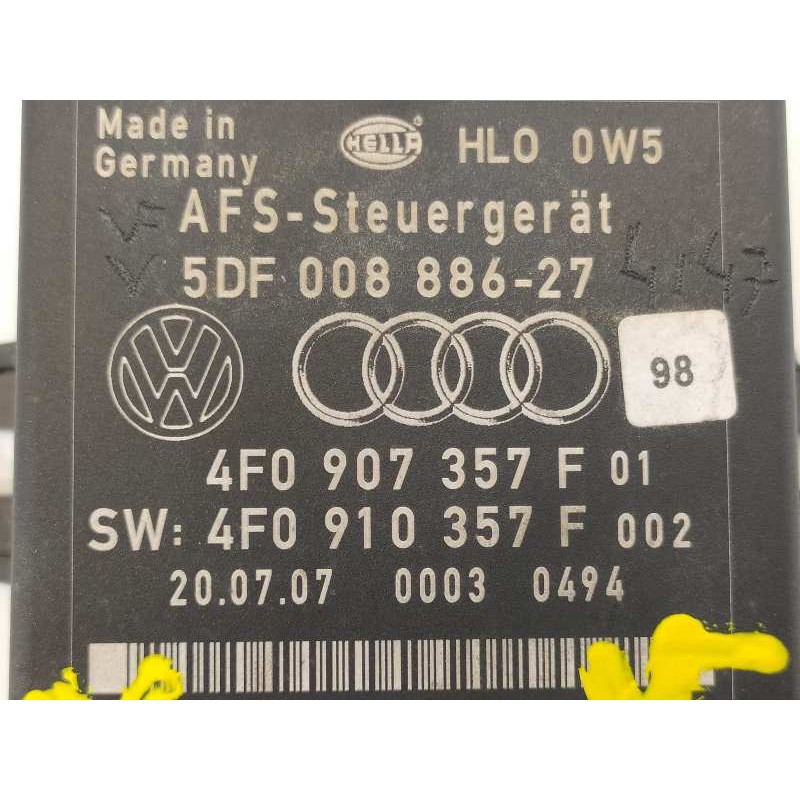 Made in
Germany
HELLA
HLO 0W5
AFS-Steuergerät
5DF 008 886-27
98
4F0 907 357 F 01
SW: 4F0 910 357 F 002
20.07.07 0003 0494